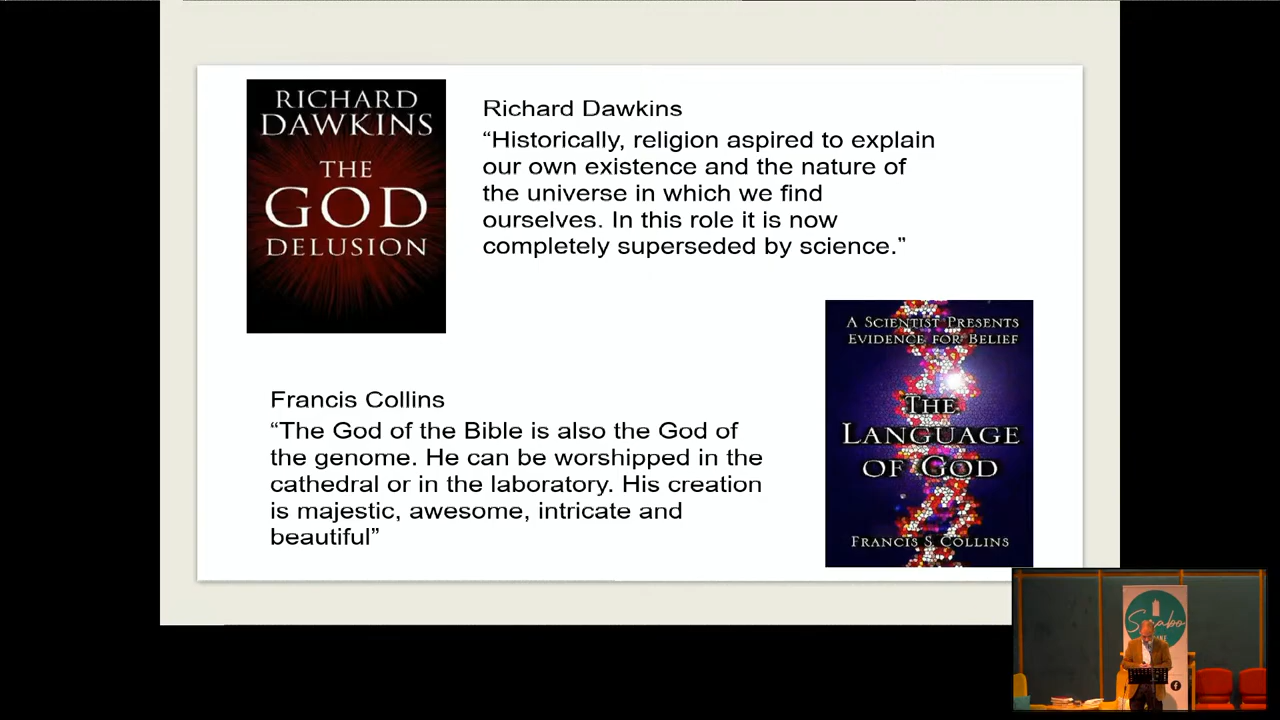 RICHARD
DAWKINS
THE
GOD
DELUSION
Richard Dawkins
“Historically, religion aspired to explain
our own existence and the nature of
the universe in which we find
ourselves. In this role it is now
completely superseded by science.”
A SCIENTIST PRESENTS
EVIDENCE FOR BELIEF
THE
LANGUAGE
OF GOD
FRANCIS S. COLLINS
Francis Collins
“The God of the Bible is also the God of
the genome. He can be worshipped in the
cathedral or in the laboratory. His creation
is majestic, awesome, intricate and
beautiful”